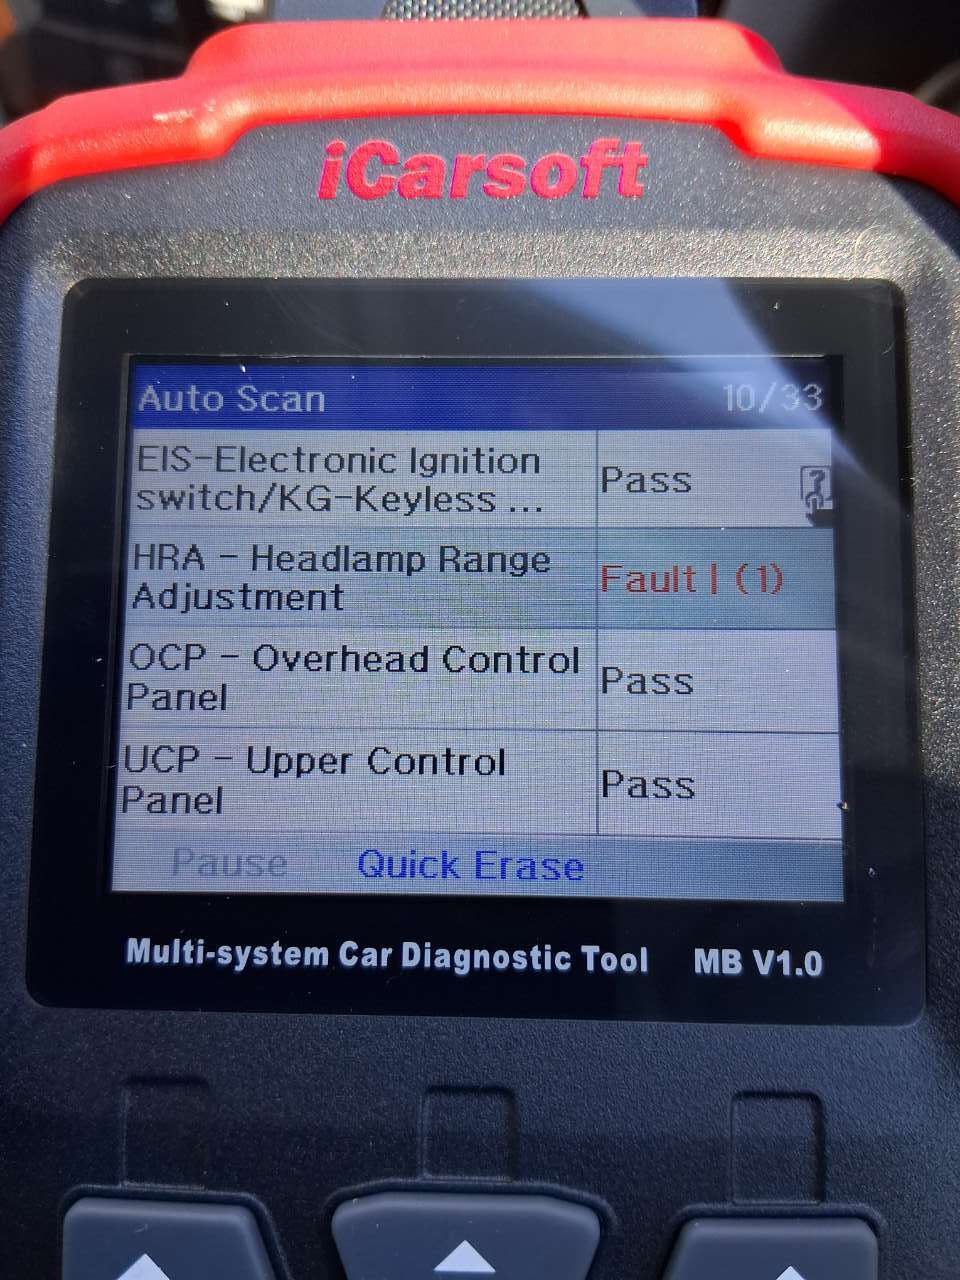 iCarsoft
Auto Scan 10/33
EIS-Electronic Ignition
switch/KG-Keyless ...
Pass
HRA - Headlamp Range
Adjustment
Fault | (1)
OCP - Overhead Control
Panel
Pass
UCP - Upper Control
Panel
Pass
Pause Quick Erase
Multi-system Car Diagnostic Tool MB V1.0